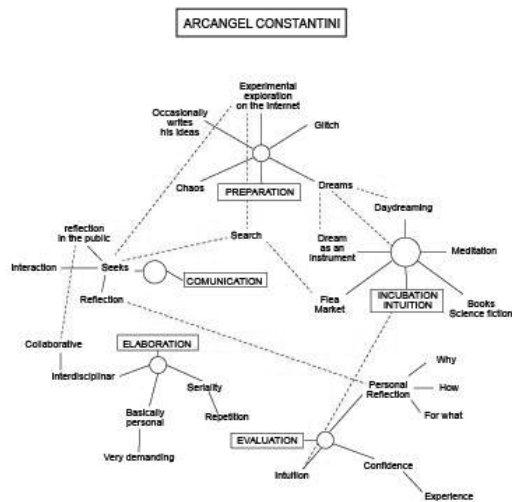 ARCANGEL CONSTANTINI
Experimental
exploration
on the Internet
Occasionally
writes
his ideas
Glitch
Chaos
PREPARATION
Dreams
Daydreaming
reflection
in the public
Search
Dream
as an
instrument
Meditation
Interaction
Seeks
COMUNICATION
Reflection
Flea
Market
INCUBATION
INTUITION
Books
Science fiction
Collaborative
ELABORATION
Interdisciplinar
Seriality
Why
Personal
Reflection
How
Basically
personal
Repetition
For what
EVALUATION
Very demanding
Intuition
Confidence
Experience